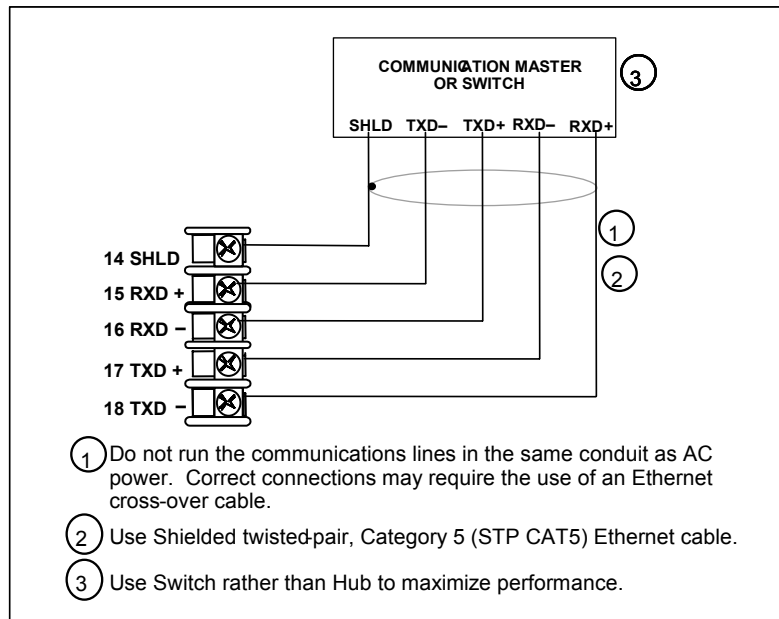 COMMUNICATION MASTER
OR SWITCH
3
SHLD TXD– TXD+ RXD– RXD+
1
2
14 SHLD
15 RXD +
16 RXD –
17 TXD +
18 TXD –
1 Do not run the communications lines in the same conduit as AC
power. Correct connections may require the use of an Ethernet
cross-over cable.
2 Use Shielded twisted-pair, Category 5 (STP CAT5) Ethernet cable.
3 Use Switch rather than Hub to maximize performance.